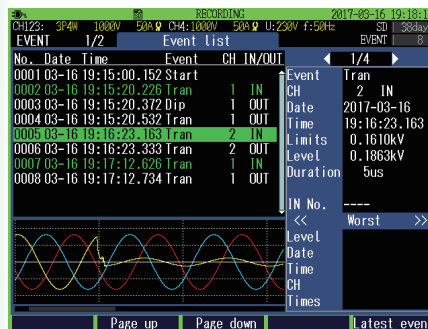 RECORDING 2017-03-16 19:18:1
CH123: 3P4W 1000V 50A CH4:1000V 50A U:230V f:50Hz SD 38day
EVENT 1/2 Event list EVENT 8
No. Date Time Event CH IN/OUT
0001 03-16 19:15:00.152 Start
0002 03-16 19:15:20.226 Tran 1 IN
0003 03-16 19:15:20.372 Dip 1 OUT
0004 03-16 19:15:20.532 Tran 1 OUT
0005 03-16 19:16:23.163 Tran 2 IN
0006 03-16 19:16:23.333 Tran 2 OUT
0007 03-16 19:17:12.626 Tran 1 IN
0008 03-16 19:17:12.734 Tran 1 OUT
1/4
Event Tran
CH 2 IN
Date 2017-03-16
Time 19:16:23.163
Limits 0.1610kV
Level 0.1863kV
Duration 5us
IN No. ----
<< Worst >>
Level
Date
Time
CH
Times
Page up Page down Latest even